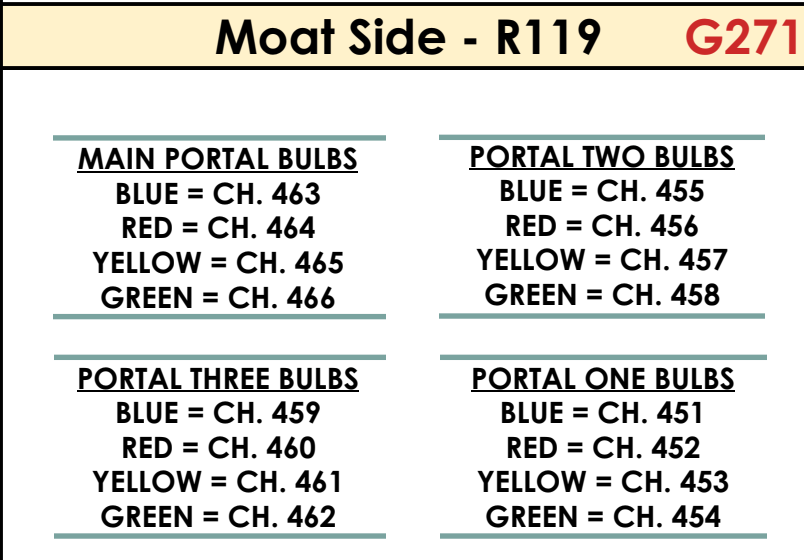 Moat Side - R119 G271
MAIN PORTAL BULBS
BLUE = CH. 463
RED = CH. 464
YELLOW = CH. 465
GREEN = CH. 466
PORTAL TWO BULBS
BLUE = CH. 455
RED = CH. 456
YELLOW = CH. 457
GREEN = CH. 458
PORTAL THREE BULBS
BLUE = CH. 459
RED = CH. 460
YELLOW = CH. 461
GREEN = CH. 462
PORTAL ONE BULBS
BLUE = CH. 451
RED = CH. 452
YELLOW = CH. 453
GREEN = CH. 454